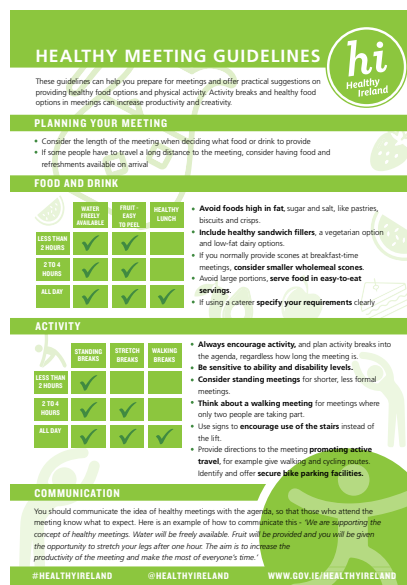 HEALTHY MEETING GUIDELINES
hi
Healthy
Ireland
These guidelines can help you prepare for meetings and offer practical suggestions on
providing healthy food options and physical activity. Activity breaks and healthy food
options in meetings can increase productivity and creativity.
PLANNING YOUR MEETING
• Consider the length of the meeting when deciding what food or drink to provide
• If some people have to travel a long distance to the meeting, consider having food and
refreshments available on arrival
FOOD AND DRINK
WATER
FREELY
AVAILABLE
FRUIT -
EASY
TO PEEL
HEALTHY
LUNCH
LESS THAN
2 HOURS
✓ ✓
2 TO 4
HOURS
✓ ✓
ALL DAY
✓ ✓ ✓
• Avoid foods high in fat, sugar and salt, like pastries,
biscuits and crisps.
• Include healthy sandwich fillers, a vegetarian option
and low-fat dairy options.
• If you normally provide scones at breakfast-time
meetings, consider smaller wholemeal scones.
• Avoid large portions, serve food in easy-to-eat
servings.
• If using a caterer specify your requirements clearly
ACTIVITY
STANDING
BREAKS
STRETCH
BREAKS
WALKING
BREAKS
LESS THAN
2 HOURS
✓
2 TO 4
HOURS
✓ ✓
ALL DAY
✓ ✓ ✓
• Always encourage activity, and plan activity breaks into
the agenda, regardless how long the meeting is.
• Be sensitive to ability and disability levels.
• Consider standing meetings for shorter, less formal
meetings.
• Think about a walking meeting for meetings where
only two people are taking part.
• Use signs to encourage use of the stairs instead of
the lift.
• Provide directions to the meeting promoting active
travel, for example give walking and cycling routes.
Identify and offer secure bike parking facilities.
COMMUNICATION
You should communicate the idea of healthy meetings with the agenda, so that those who attend the
meeting know what to expect. Here is an example of how to communicate this - 'We are supporting the
concept of healthy meetings. Water will be freely available. Fruit will be provided and you will be given
the opportunity to stretch your legs after one hour. The aim is to increase the
productivity of the meeting and make the most of everyone's time.'
#HEALTHYIRELAND @HEALTHYIRELAND WWW.GOV.IE/HEALTHYIRELAND